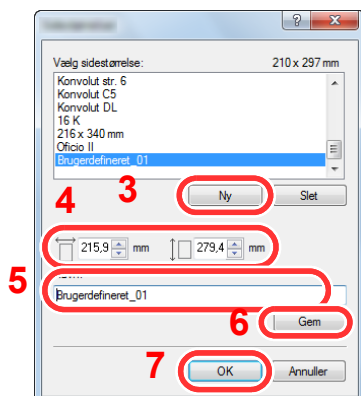 Vælg sidestørrelse: 210 x 297 mm
Konvolut str. 6
Konvolut C5
Konvolut DL
16 K
216 x 340 mm
Oficio II
Brugerdefineret_01
3
Ny
Slet
4
215,9 mm 279,4 mm
5
Brugerdefineret_01
6
Gem
7
OK
Annuller